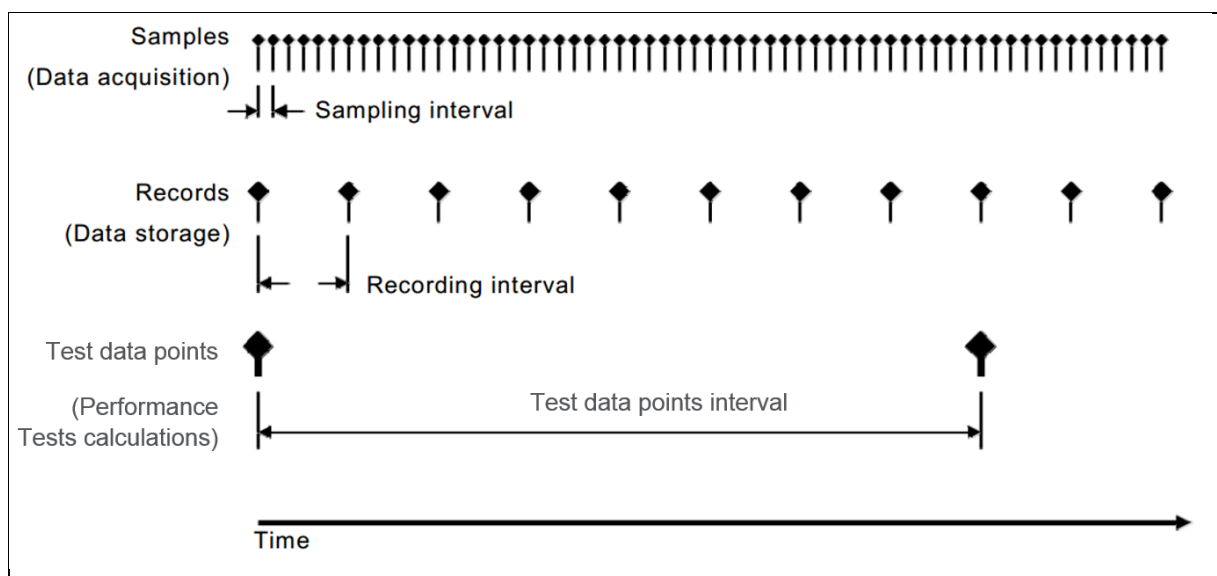 Samples
(Data acquisition)
Sampling interval
Records
(Data storage)
Recording interval
Test data points
(Performance
Tests calculations)
Test data points interval
Time